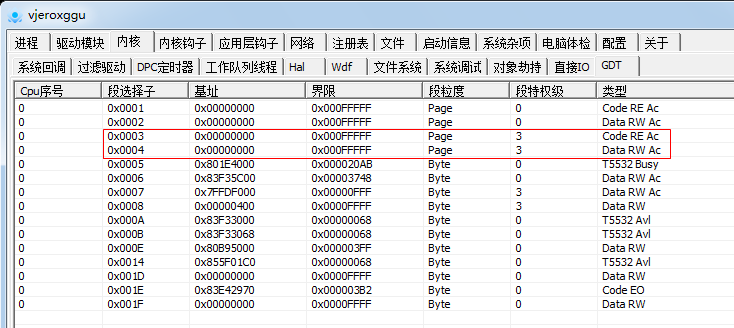 vjeroxggu
进程 驱动模块 内核 内核钩子 应用层钩子 网络 注册表 文件 启动信息 系统杂项 电脑体检 配置 关于
系统回调 过滤驱动 DPC定时器 工作队列线程 Hal Wdf 文件系统 系统调试 对象劫持 直接IO GDT
Cpu序号 段选择子 基址 界限 段粒度 段特权级 类型
0 0x0001 0x00000000 0x000FFFFF Page 0 Code RE Ac
0 0x0002 0x00000000 0x000FFFFF Page 0 Data RW Ac
0 0x0003 0x00000000 0x000FFFFF Page 3 Code RE Ac
0 0x0004 0x00000000 0x000FFFFF Page 3 Data RW Ac
0 0x0005 0x801E4000 0x000020AB Byte 0 T5532 Busy
0 0x0006 0x83F35C00 0x00003748 Byte 0 Data RW Ac
0 0x0007 0x7FFDF000 0x00000FFF Byte 3 Data RW Ac
0 0x0008 0x00000400 0x0000FFFF Byte 3 Data RW
0 0x000A 0x83F33000 0x00000068 Byte 0 T5532 Avl
0 0x000B 0x83F33068 0x00000068 Byte 0 T5532 Avl
0 0x000E 0x80B95000 0x000003FF Byte 0 Data RW
0 0x0014 0x855F01C0 0x00000068 Byte 0 T5532 Avl
0 0x001D 0x00000000 0x0000FFFF Byte 0 Data RW
0 0x001E 0x83E42970 0x000003B2 Byte 0 Code EO
0 0x001F 0x00000000 0x0000FFFF Byte 0 Data RW